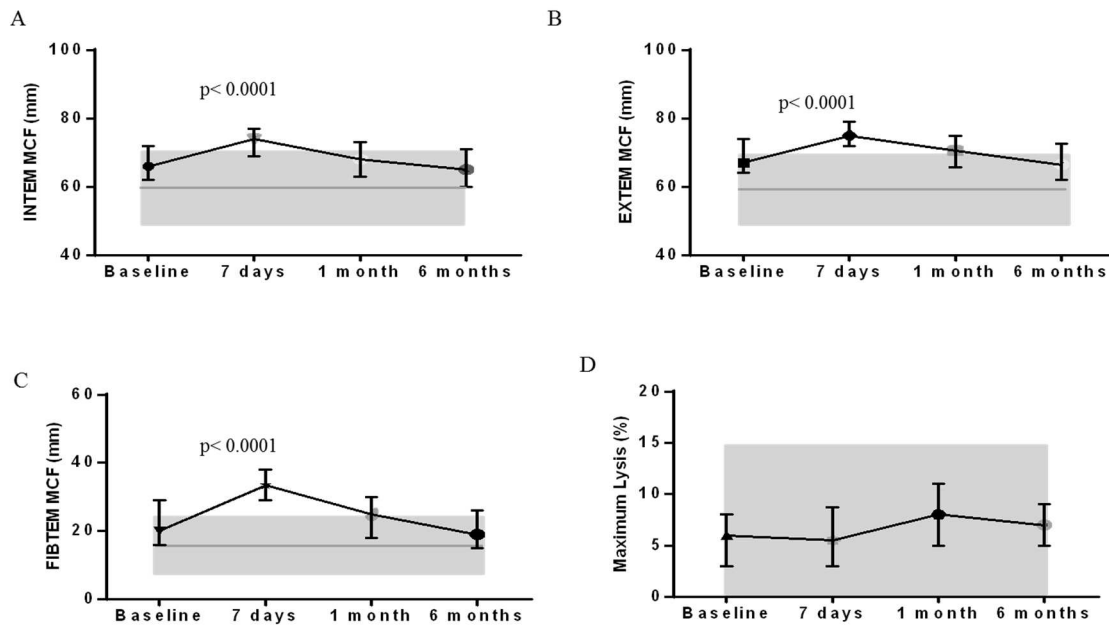 A
INTEM MCF (mm)
100
80
60
40
p< 0.0001
Baseline 7 days 1 month 6 months
B
EXTEM MCF (mm)
100
80
60
40
p< 0.0001
Baseline 7 days 1 month 6 months
C
FIBTEM MCF (mm)
60
40
20
0
p< 0.0001
Baseline 7 days 1 month 6 months
D
Maximum Lysis (%)
20
15
10
5
0
Baseline 7 days 1 month 6 months